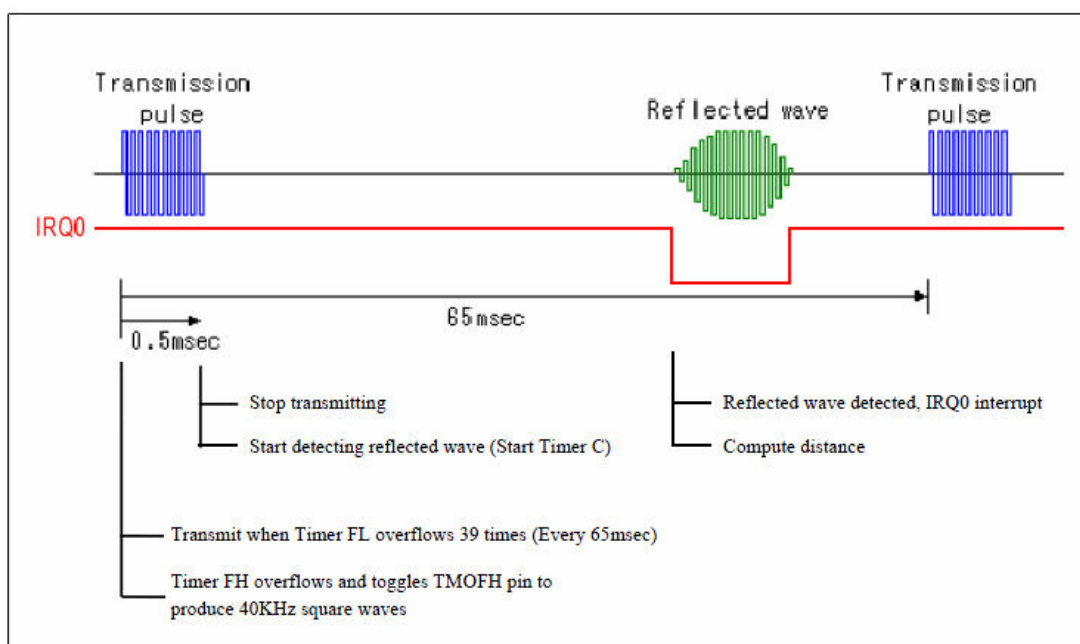 Transmission
pulse
Reflected wave
Transmission
pulse
IRQ0
65msec
0.5msec
Stop transmitting
Start detecting reflected wave (Start Timer C)
Reflected wave detected, IRQ0 interrupt
Compute distance
Transmit when Timer FL overflows 39 times (Every 65msec)
Timer FH overflows and toggles TMOFH pin to
produce 40KHz square waves